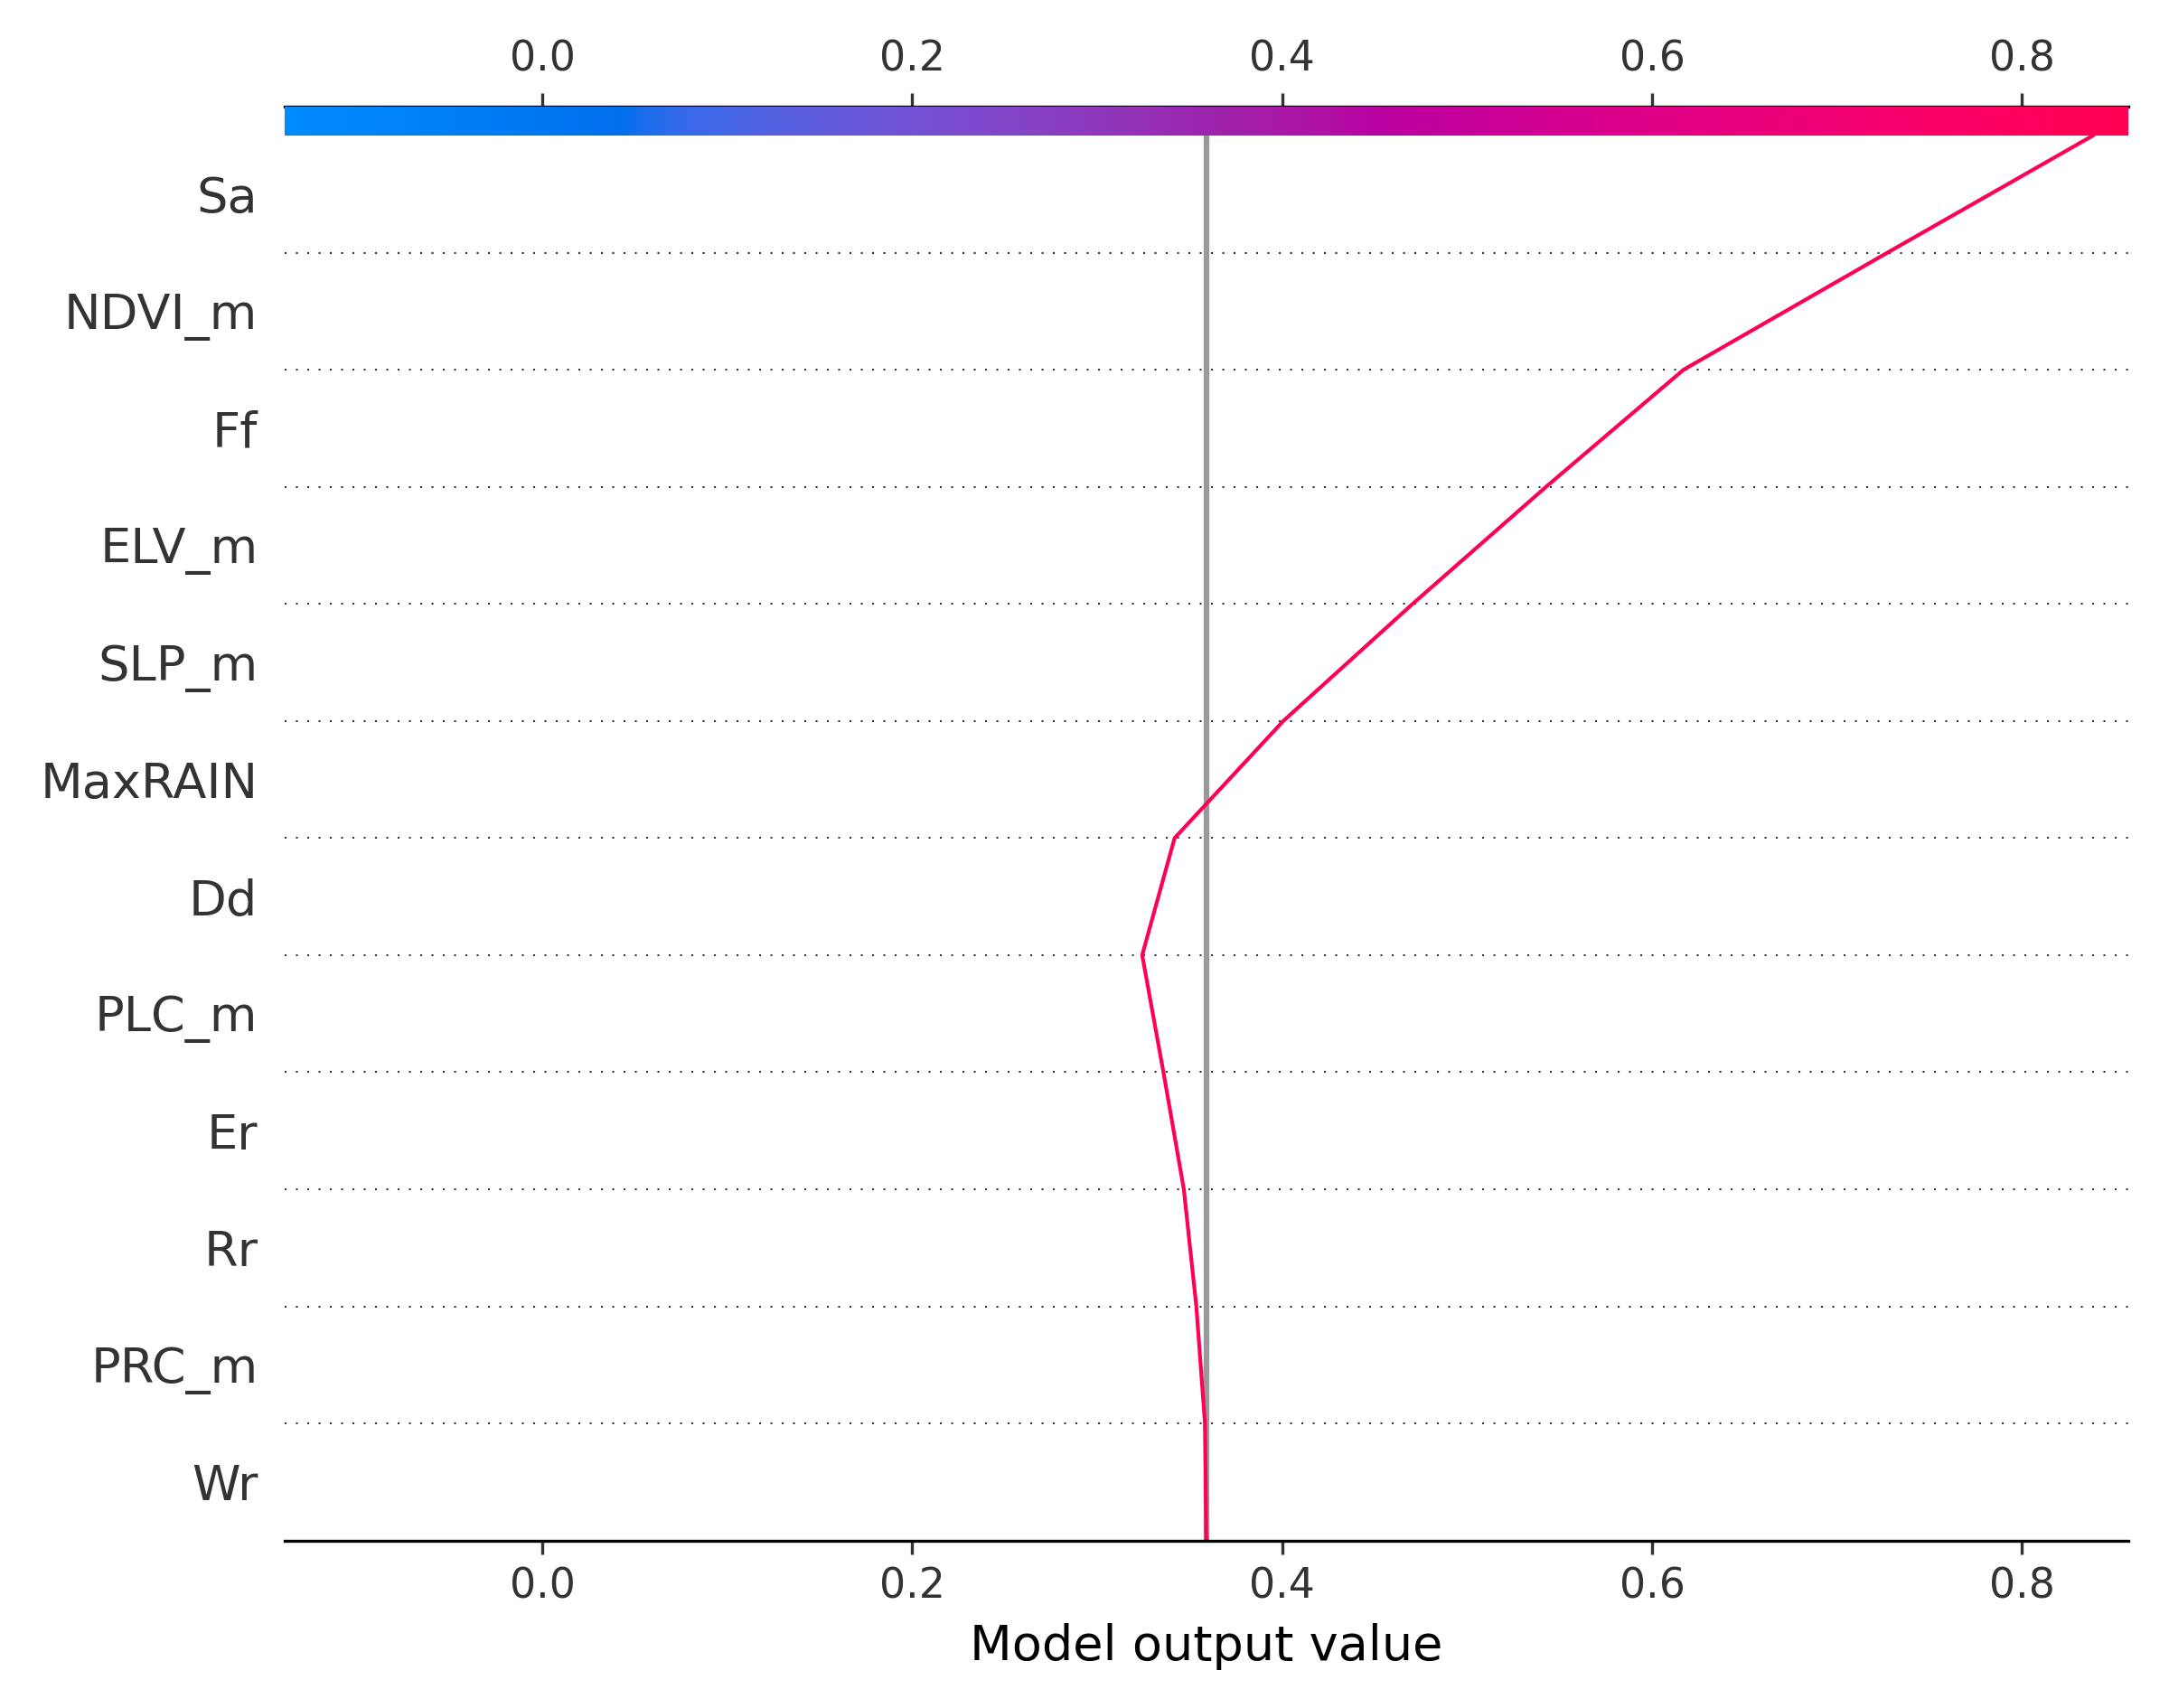 0.0 0.2 0.4 0.6 0.8
Sa
NDVI_m
Ff
ELV_m
SLP_m
MaxRAIN
Dd
PLC_m
Er
Rr
PRC_m
Wr
0.0 0.2 0.4 0.6 0.8
Model output value